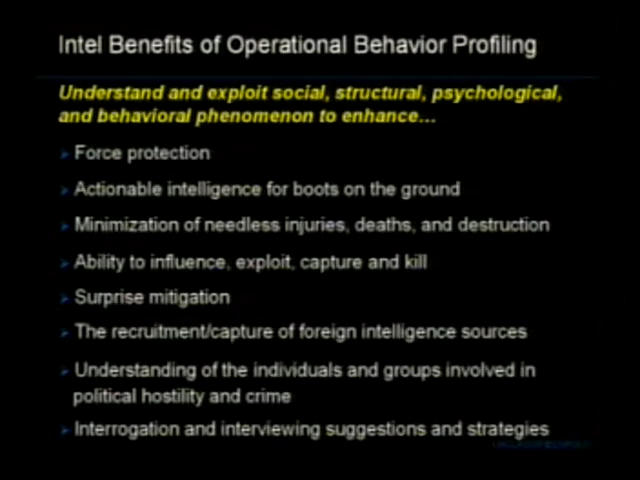 Intel Benefits of Operational Behavior Profiling
Understand and exploit social, structural, psychological,
and behavioral phenomenon to enhance...
Force protection
Actionable intelligence for boots on the ground
Minimization of needless injuries, deaths, and destruction
Ability to influence, exploit, capture and kill
Surprise mitigation
The recruitment/capture of foreign intelligence sources
Understanding of the individuals and groups involved in
political hostility and crime
Interrogation and interviewing suggestions and strategies